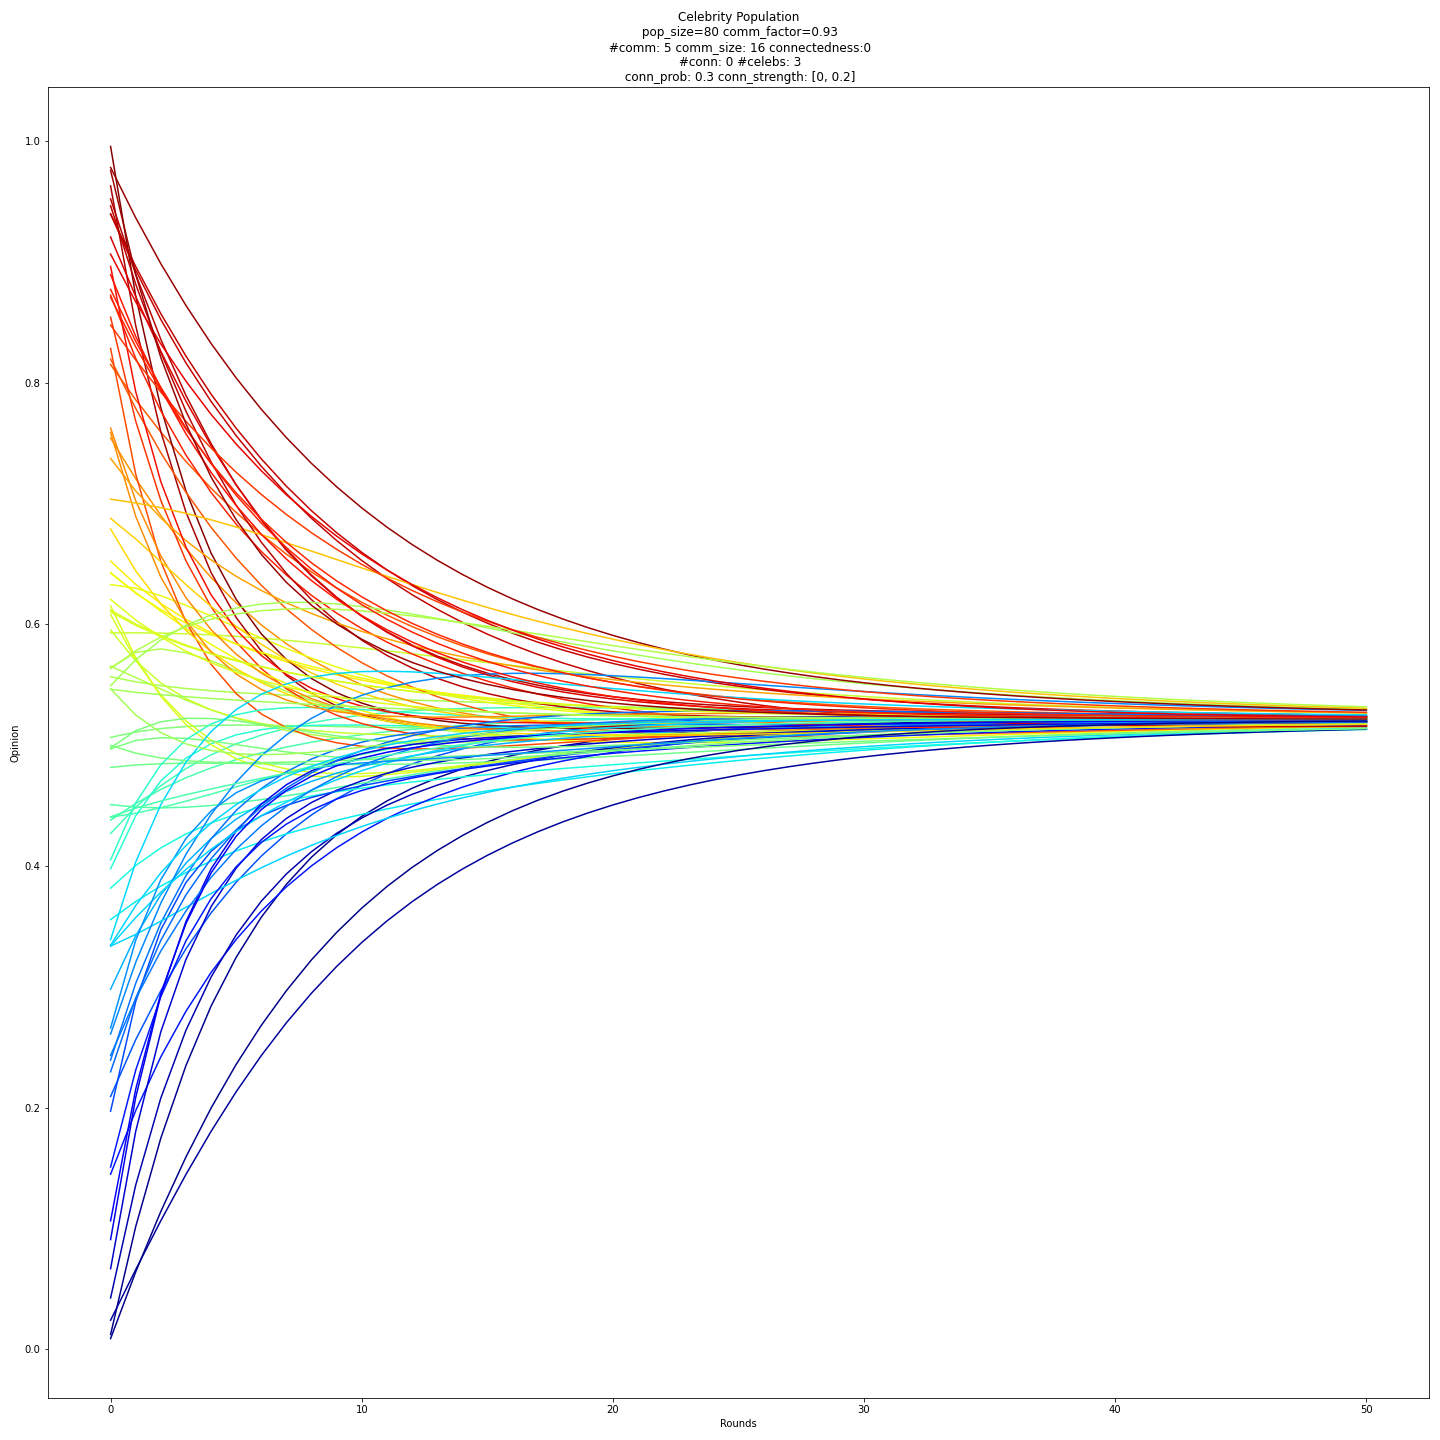 Celebrity Population
pop_size=80 comm_factor=0.93
#comm: 5 comm_size: 16 connectedness:0
#conn: 0 #celebs: 3
conn_prob: 0.3 conn_strength: [0, 0.2]
1.0
0.8
0.6
0.4
0.2
0.0
Opinion
0 10 20 30 40 50
Rounds